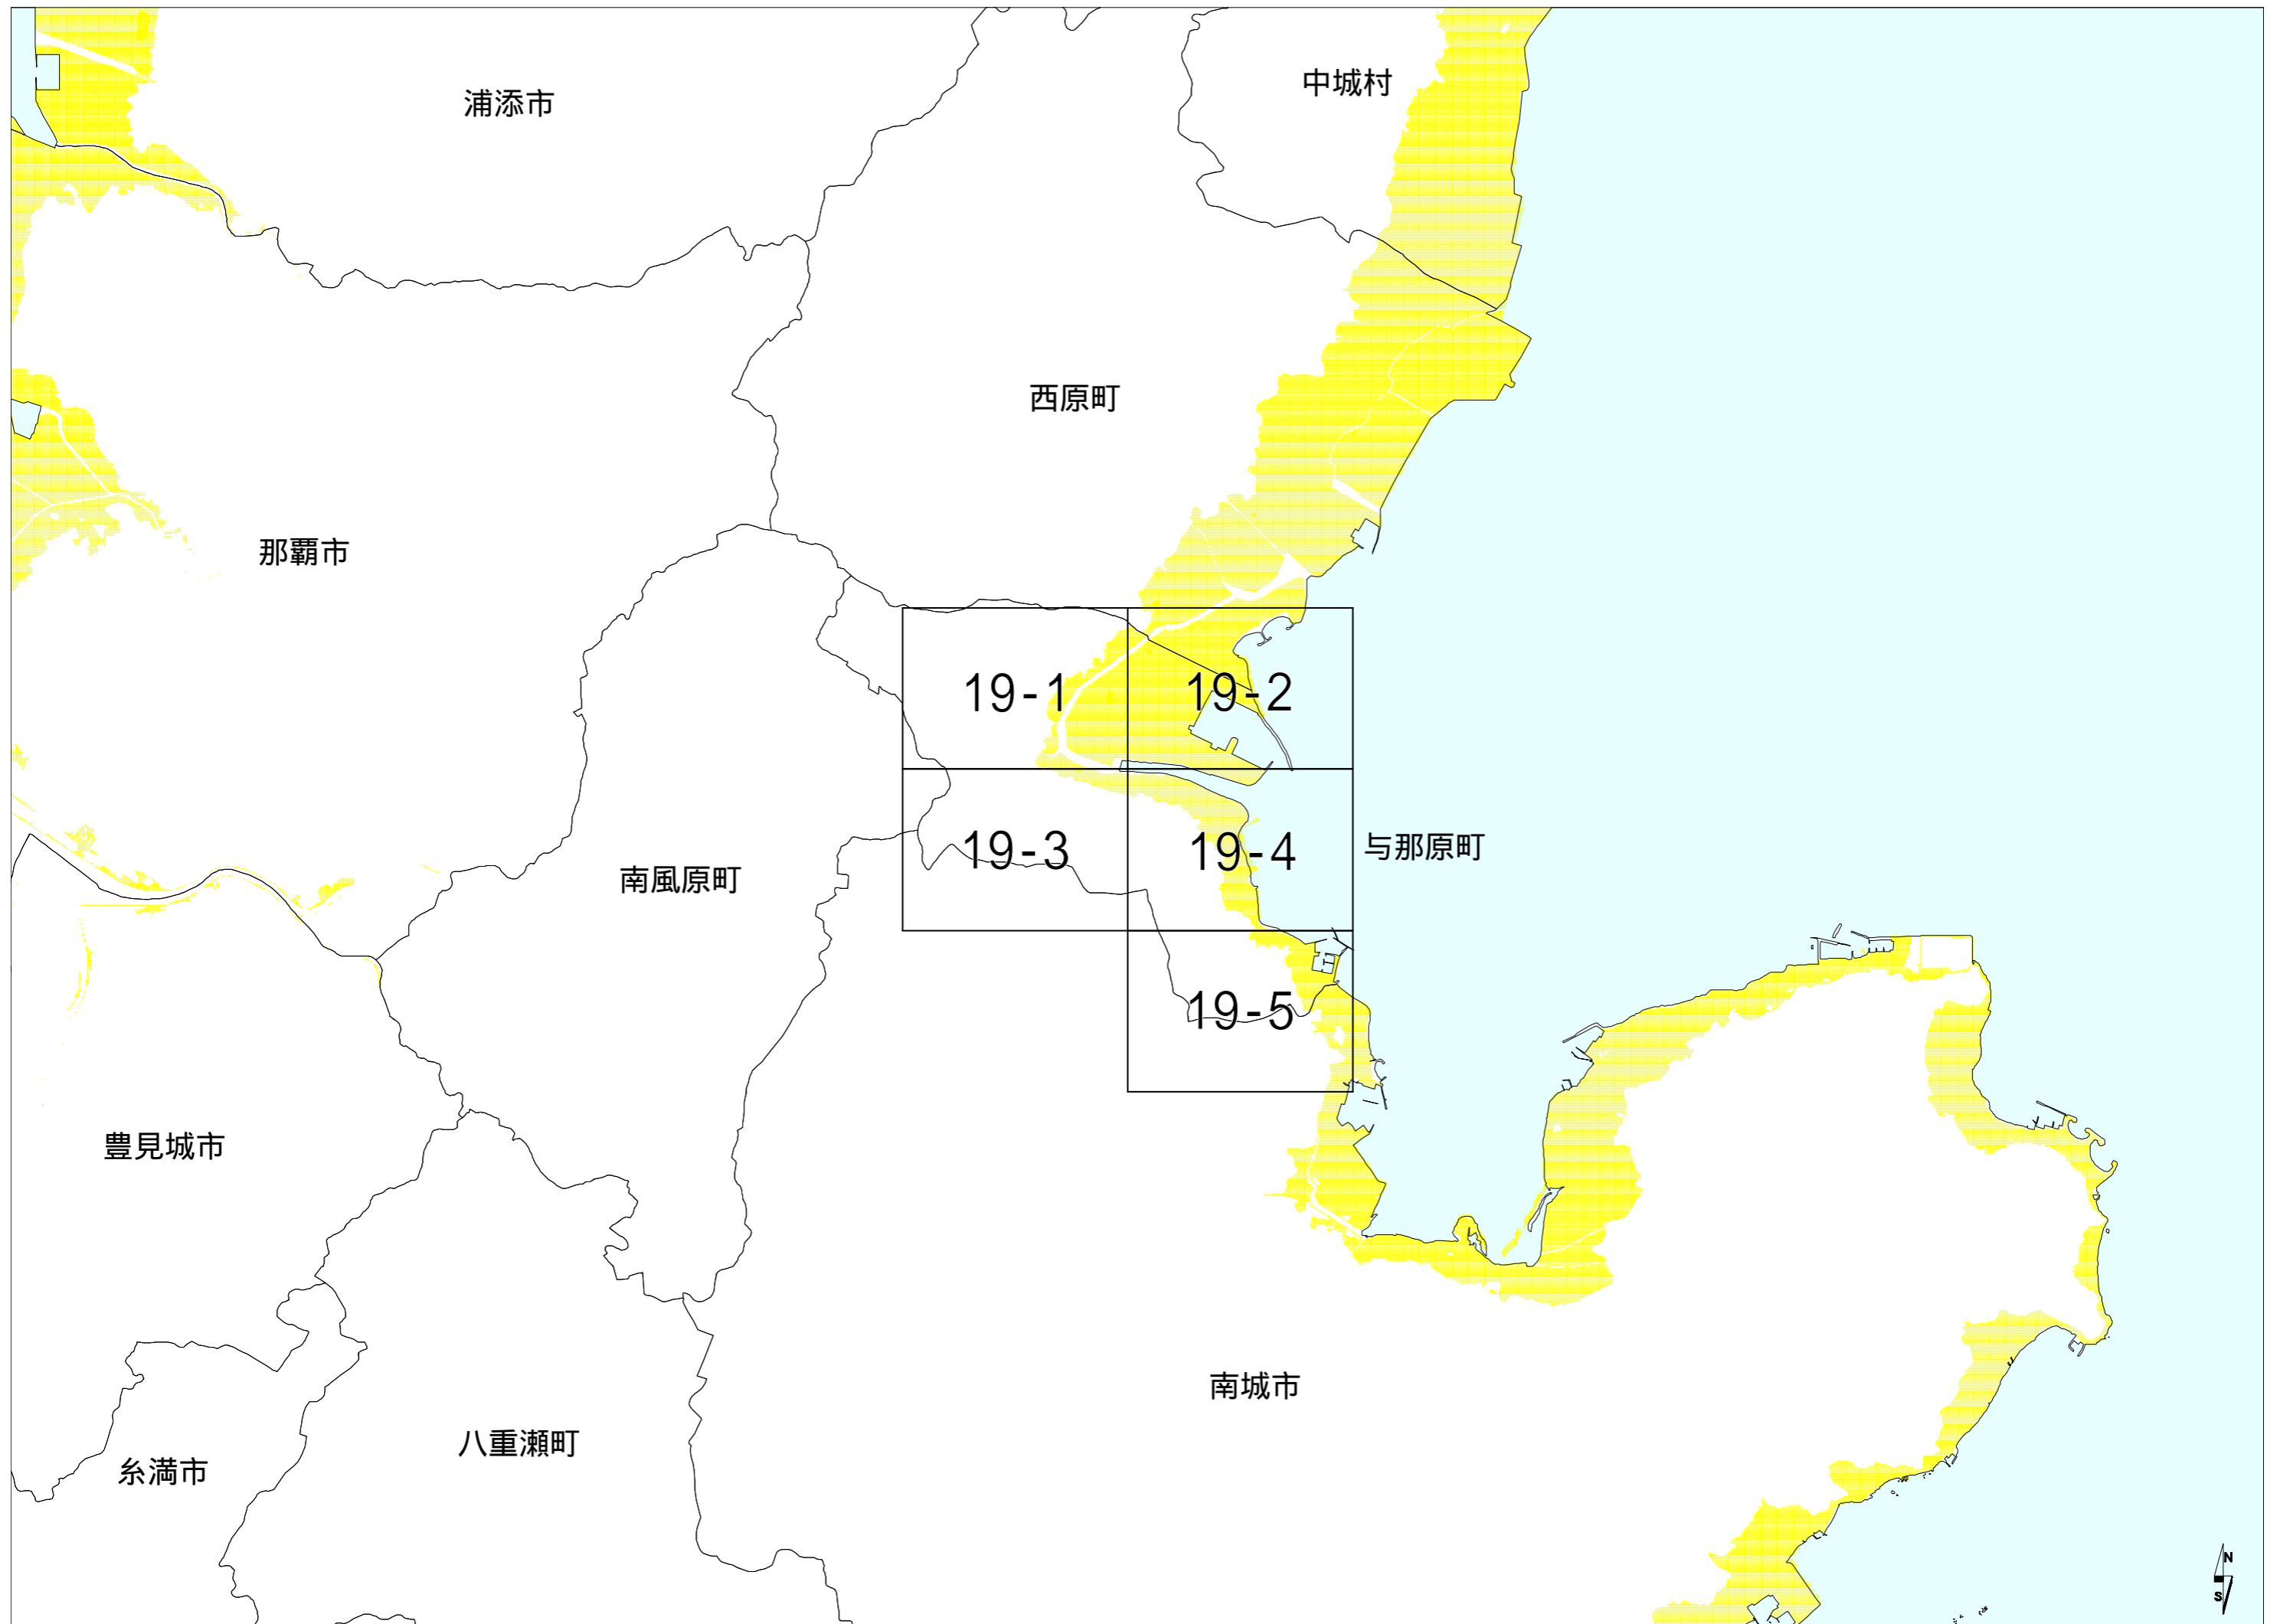 中城村
浦添市
西原町
那覇市
19-1
19-2
19-3
19-4
与那原町
南風原町
19-5
豊見城市
南城市
八重瀬町
糸満市
N
S